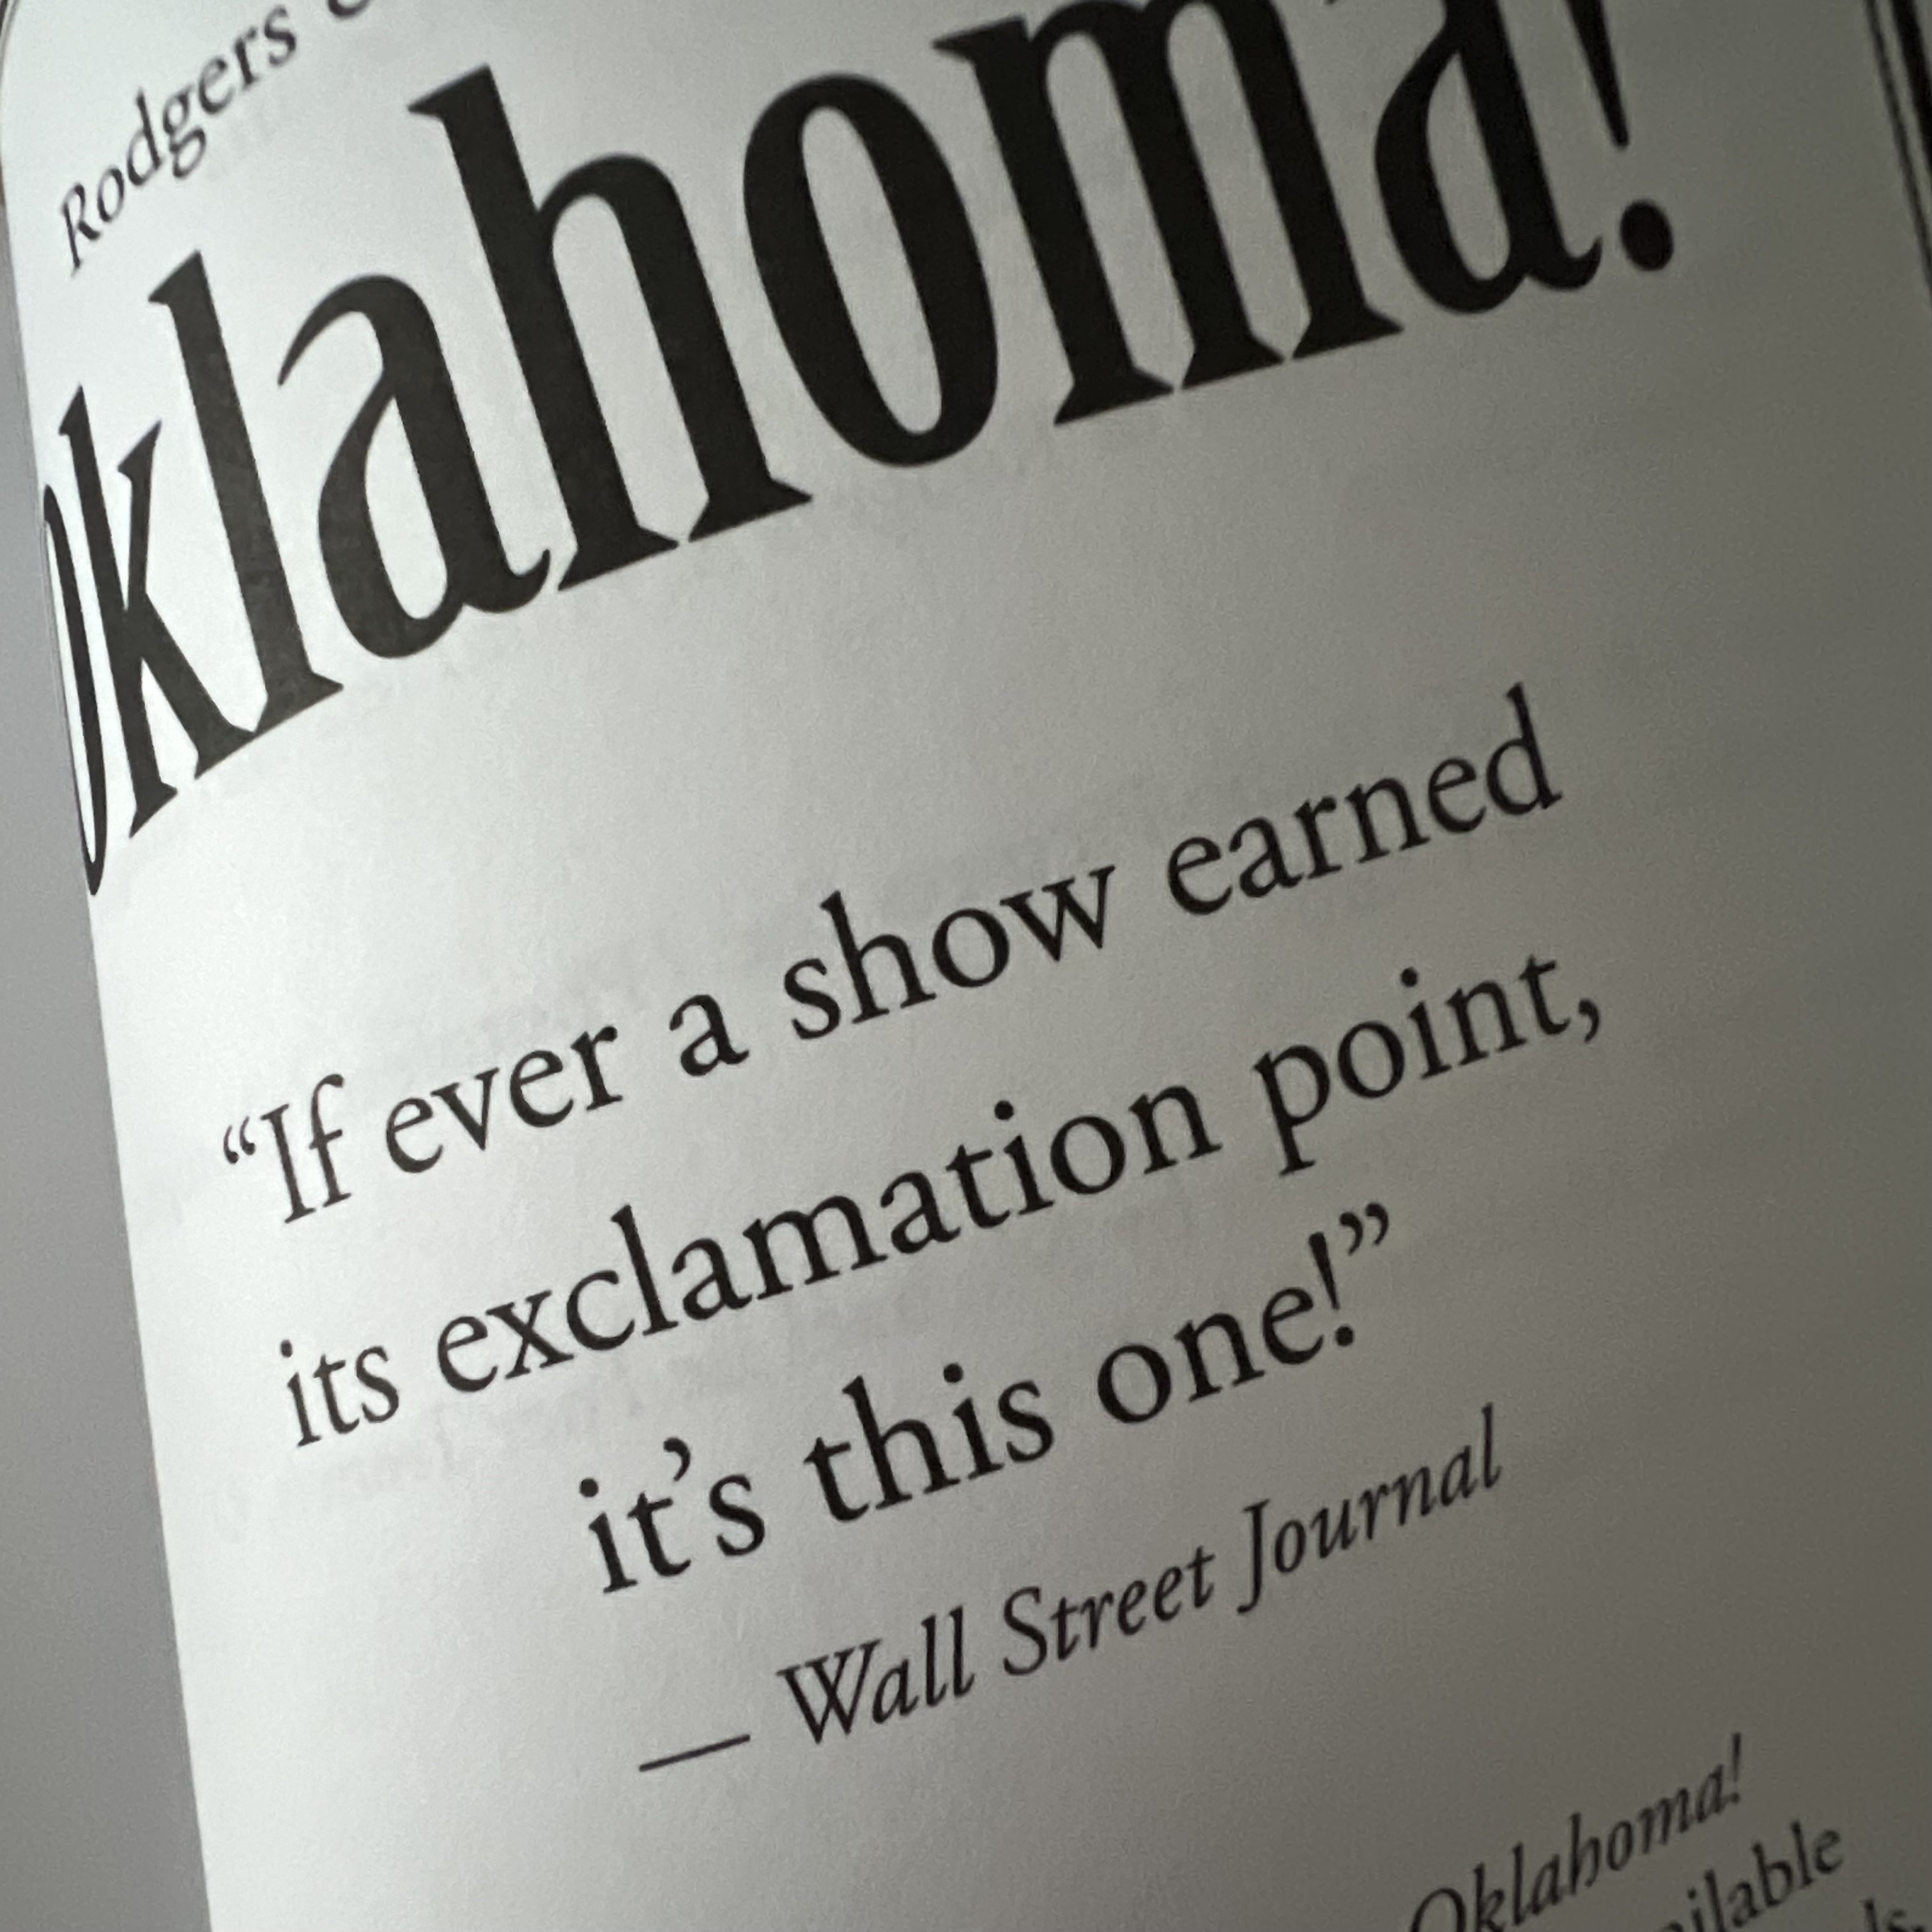 Rodgers
Oklahoma!
“If ever a show earned
its exclamation point,
it’s this one!”
— Wall Street Journal
Oklahoma!